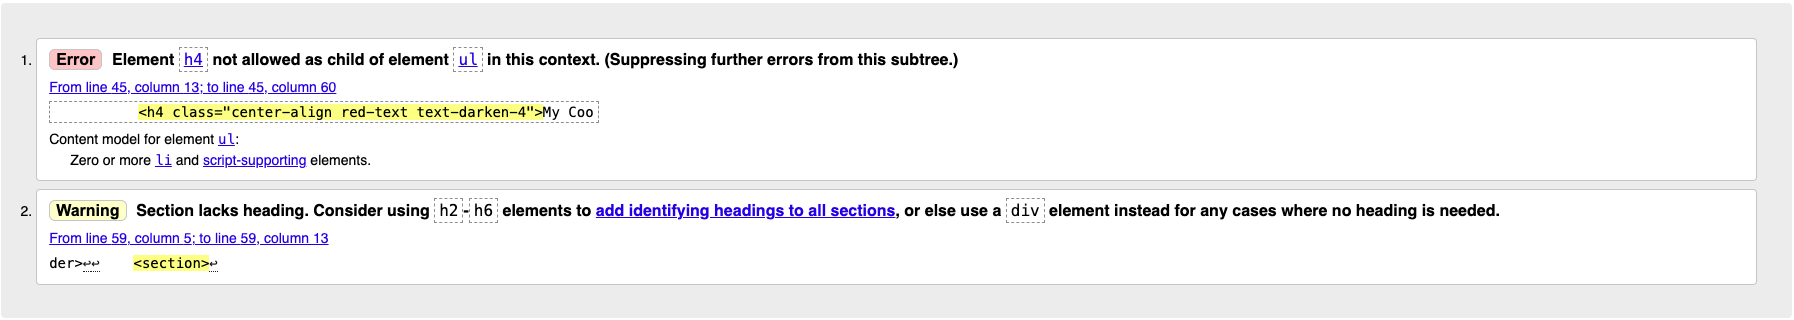 1. Error Element h4 not allowed as child of element ul in this context. (Suppressing further errors from this subtree.)
From line 45, column 13; to line 45, column 60
<h4 class="center-align red-text text-darken-4">My Coo
Content model for element ul:
Zero or more li and script-supporting elements.
2. Warning Section lacks heading. Consider using h2-h6 elements to add identifying headings to all sections, or else use a div element instead for any cases where no heading is needed.
From line 59, column 5; to line 59, column 13
der>↩↩ <section>↩